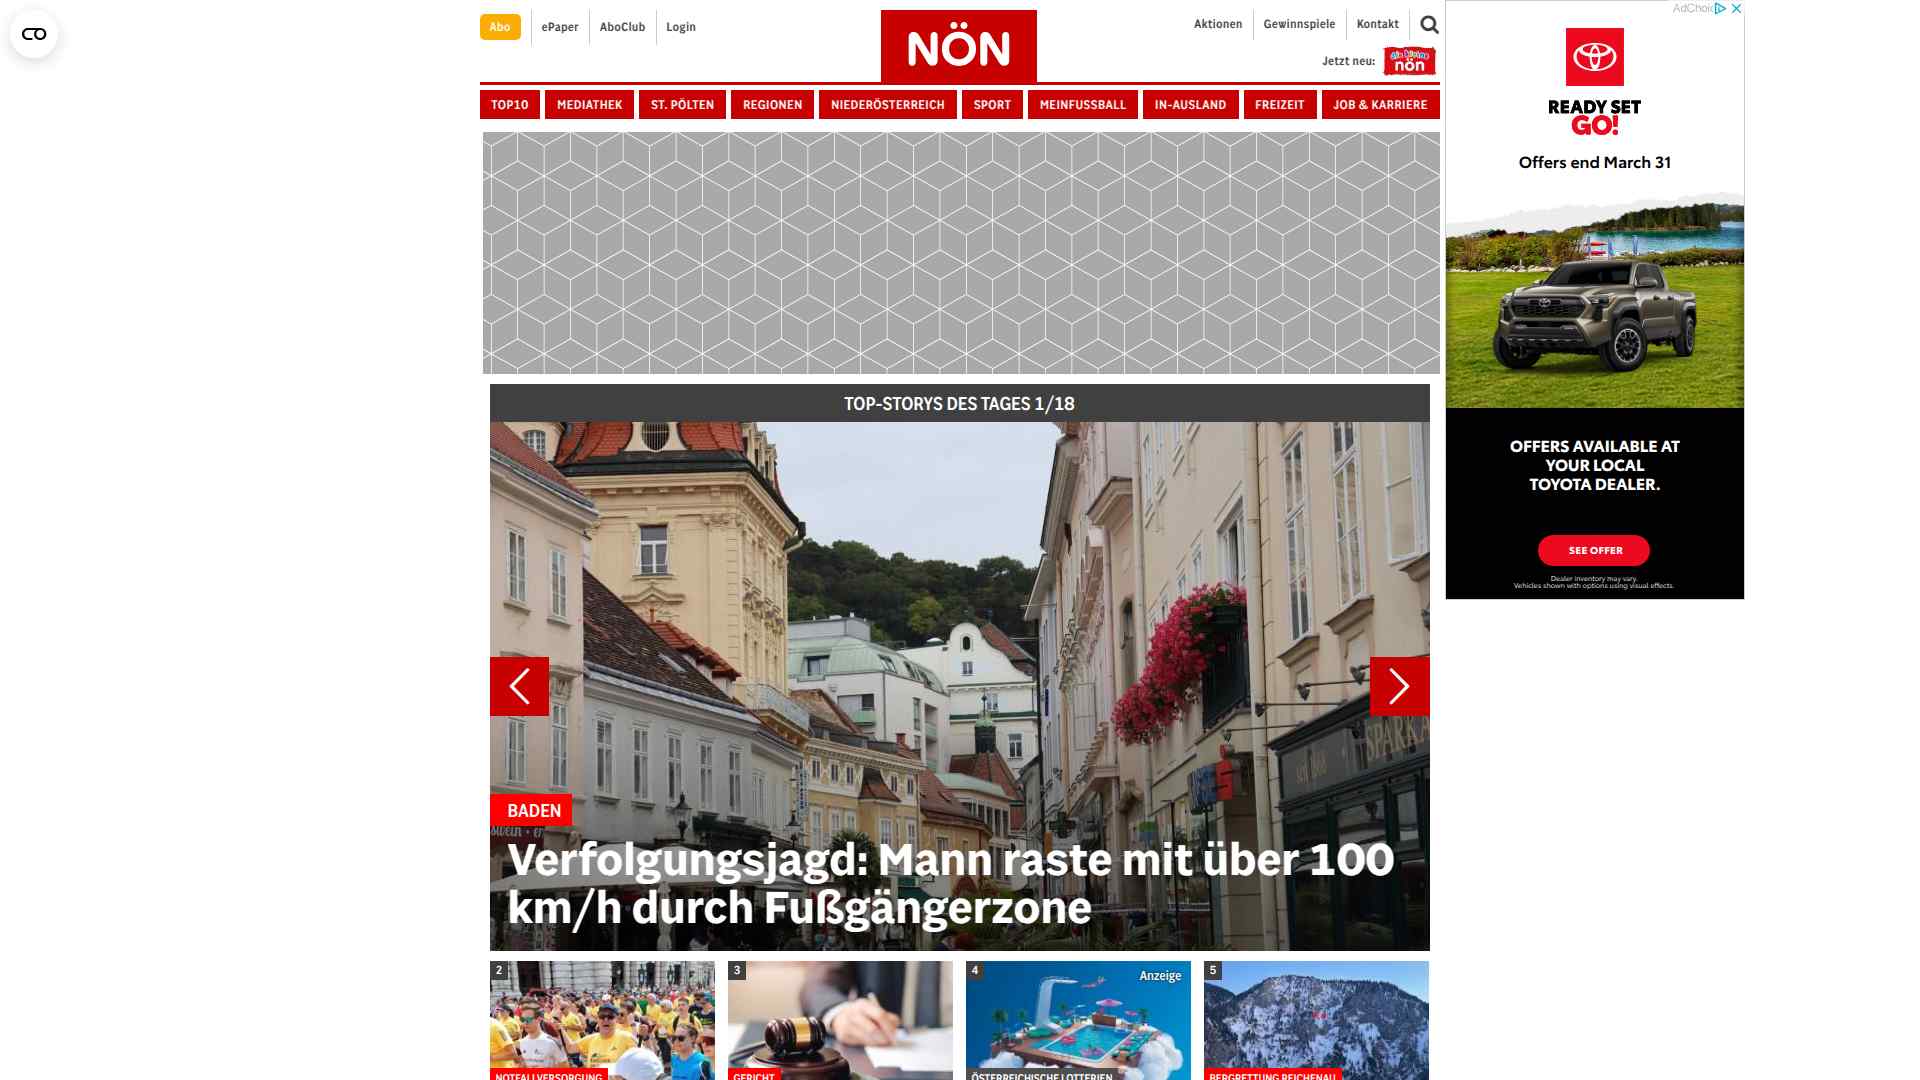 Abo
ePaper
AboClub
Login
NÖN
Aktionen
Gewinnspiele
Kontakt
Jetzt neu:
die kleine
nön
TOP10
MEDIATHEK
ST. PÖLTEN
REGIONEN
NIEDERÖSTERREICH
SPORT
MEINFUSSBALL
IN-AUSLAND
FREIZEIT
JOB & KARRIERE
READY SET
GO!
Offers end March 31
OFFERS AVAILABLE AT
YOUR LOCAL
TOYOTA DEALER.
SEE OFFER
Dealer inventory may vary.
Vehicles shown with options using visual effects.
TOP-STORYS DES TAGES 1/18
BADEN
Verfolgungsjagd: Mann raste mit über 100
km/h durch Fußgängerzone
2
3
4
Anzeige
5
NOTFALLVERSORGUNG
GERICHT
ÖSTERREICHISCHE LOTTERIEN
BERGRETTUNG REICHENAU